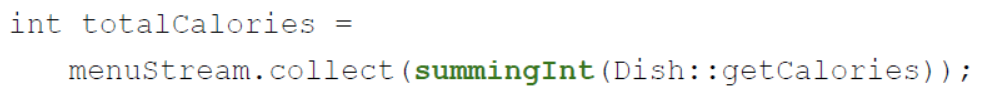 int totalCalories =
menuStream.collect(summingInt(Dish::getCalories));